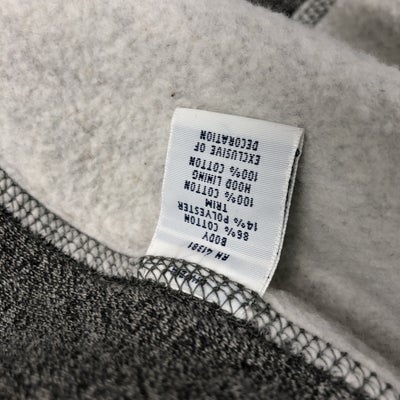 RN 41381
BODY
86% COTTON
14% POLYESTER
TRIM
100% COTTON
HOOD LINING
100% COTTON
EXCLUSIVE OF
DECORATION